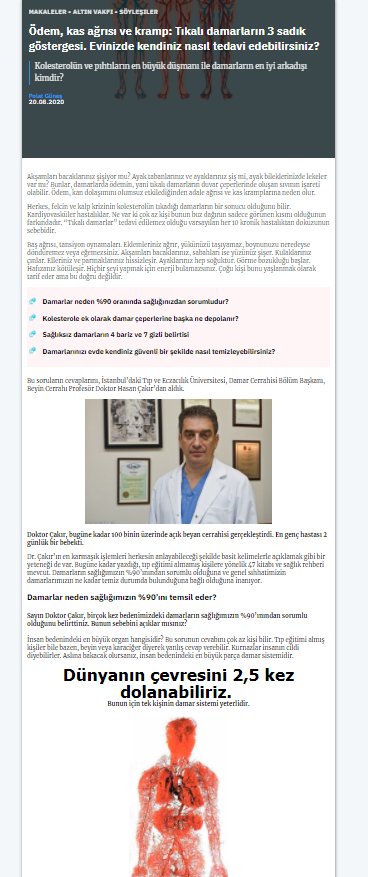 MAKALELER - ALTIN VAKFI - SÖYLEŞİLER
Ödem, kas ağrısı ve kramp: Tıkalı damarların 3 sadık
göstergesi. Evinizde kendiniz nasıl tedavi edebilirsiniz?
Kolesterolün ve pıhtıların en büyük düşmanı ile damarların en iyi arkadaşı
kimdir?
Polat Güneş
20.08.2020
Akşamları bacaklarınız şişiyor mu? Ayak tabanlarınız ve ayaklarınız şiş mi, ayak bileklerinizde lekeler
var mı? Bunlar, damarlarda ödemin, yani tıkalı damarların duvar çeperlerinde oluşan sıvının işareti
olabilir. Ödem, kan dolaşımını olumsuz etkilediğinden adale ağrısı ve kas kramplarına neden olur.
Herkes, felcin ve kalp krizinin kolesterolün tıkadığı damarların bir sonucu olduğunu bilir.
Kardiyovasküler hastalıklar. Ne var ki çok az kişi bunun buz dağının sadece görünen kısmı olduğunun
farkındadır. "Tıkalı damarlar" tedavi edilemez olduğu varsayılan her 10 kronik hastalıktan dokuzunun
sebebidir.
Baş ağrısı, tansiyon oynamaları. Eklemleriniz ağrır, yükünüzü taşıyamaz, boynunuzu neredeyse
döndüremez veya eğemezsiniz. Akşamları bacaklarınız, sabahları ise yüzünüz şişer. Kulaklarınız
çınlar. Elleriniz ve parmaklarınız hissizleşir. Ayaklarınız hep soğuktur. Görme bozukluğu başlar.
Hafızanız kötüleşir. Hiçbir şeyi yapmak için enerji bulamazsınız. Çoğu kişi bunu yaşlanmak olarak
tarif eder ama bu doğru değildir.
Damarlar neden %90 oranında sağlığınızdan sorumludur?
Kolesterole ek olarak damar çeperlerine başka ne depolanır?
Sağlıksız damarların 4 bariz ve 7 gizli belirtisi
Damarlarınızı evde kendiniz güvenli bir şekilde nasıl temizleyebilirsiniz?
Bu soruların cevaplarını, İstanbul'daki Tıp ve Eczacılık Üniversitesi, Damar Cerrahisi Bölüm Başkanı,
Beyin Cerrahı Profesör Doktor Hasan Çakır'dan aldık.
Doktor Çakır, bugüne kadar 100 binin üzerinde açık beyan cerrahisi gerçekleştirdi. En genç hastası 2
günlük bir bebekti.
Dr. Çakır'ın en karmaşık işlemleri herkesin anlayabileceği şekilde basit kelimelerle açıklamak gibi bir
yeteneği de var. Bugüne kadar yazdığı, tıp eğitimi almamış kişilere yönelik 47 kitabı ve sağlık rehberi
mevcut. Damarların sağlığımızın %90'ınından sorumlu olduğuna ve genel sıhhatimizin
damarlarımızın ne kadar temiz durumda bulunduğuna bağlı olduğuna inanıyor.
Damarlar neden sağlığımızın %90'ını temsil eder?
Sayın Doktor Çakır, birçok kez bedenimizdeki damarların sağlığımızın %90'ınından sorumlu
olduğunu belirttiniz. Bunun sebebini açıklar mısınız?
İnsan bedenindeki en büyük organ hangisidir? Bu sorunun cevabını çok az kişi bilir. Tıp eğitimi almış
kişiler bile bazen, beyin veya karaciğer diyerek yanlış cevap verebilir. Kurnazlar insanın cildi
diyebilirler. Aslına bakacak olursanız, insan bedenindeki en büyük parça damar sistemidir.
Dünyanın çevresini 2,5 kez
dolanabiliriz.
Bunun için tek kişinin damar sistemi yeterlidir.